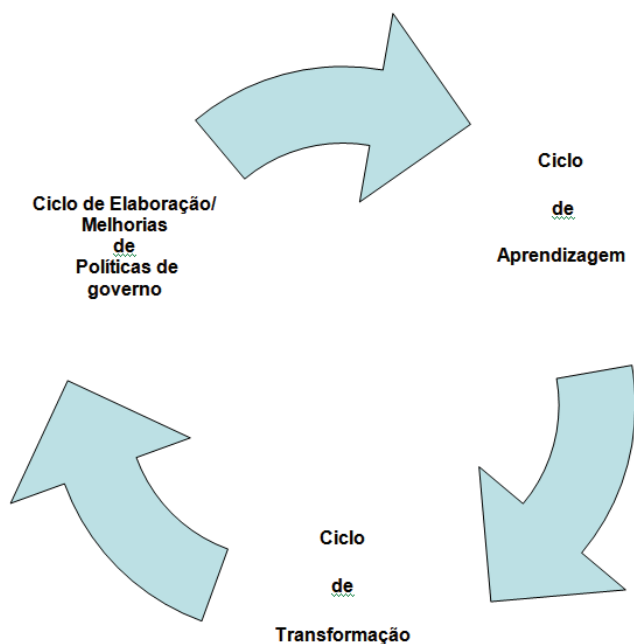 Ciclo de Elaboração/
Melhorias
de
Políticas de
governo
Ciclo
de
Aprendizagem
Ciclo
de
Transformação